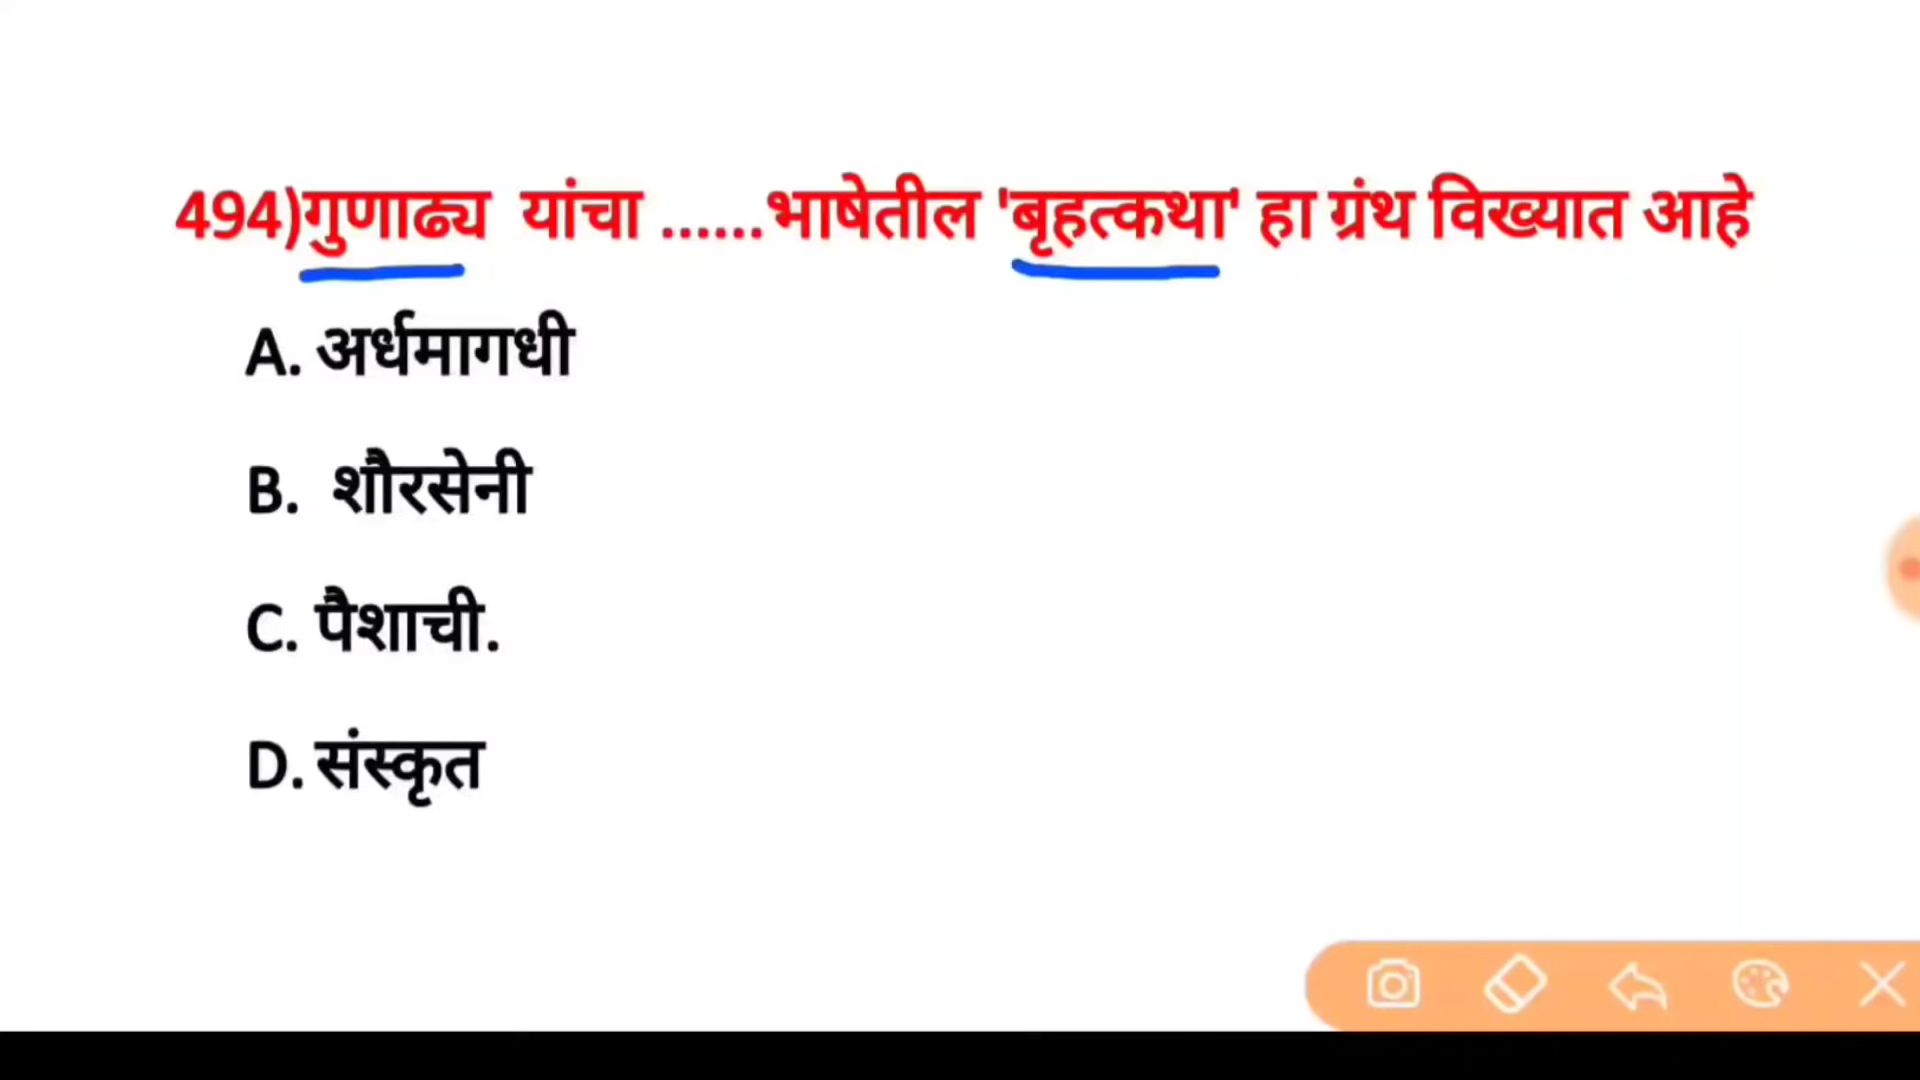 494)गुणाढ्य यांचा ......भाषेतील 'बृहत्कथा' हा ग्रंथ विख्यात आहे
A. अर्धमागधी
B. शौरसेनी
C. पैशाची.
D. संस्कृत